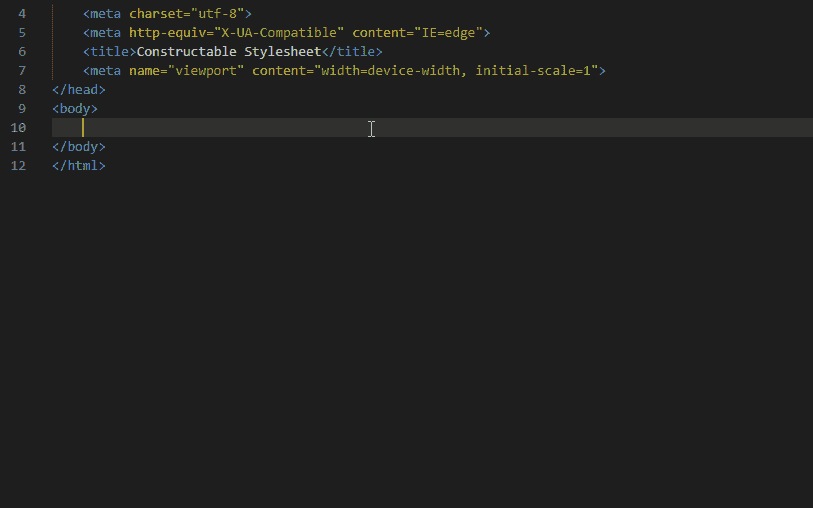 4 <meta charset="utf-8">
5 <meta http-equiv="X-UA-Compatible" content="IE=edge">
6 <title>Constructable Stylesheet</title>
7 <meta name="viewport" content="width=device-width, initial-scale=1">
8 </head>
9 <body>
10
11 </body>
12 </html>